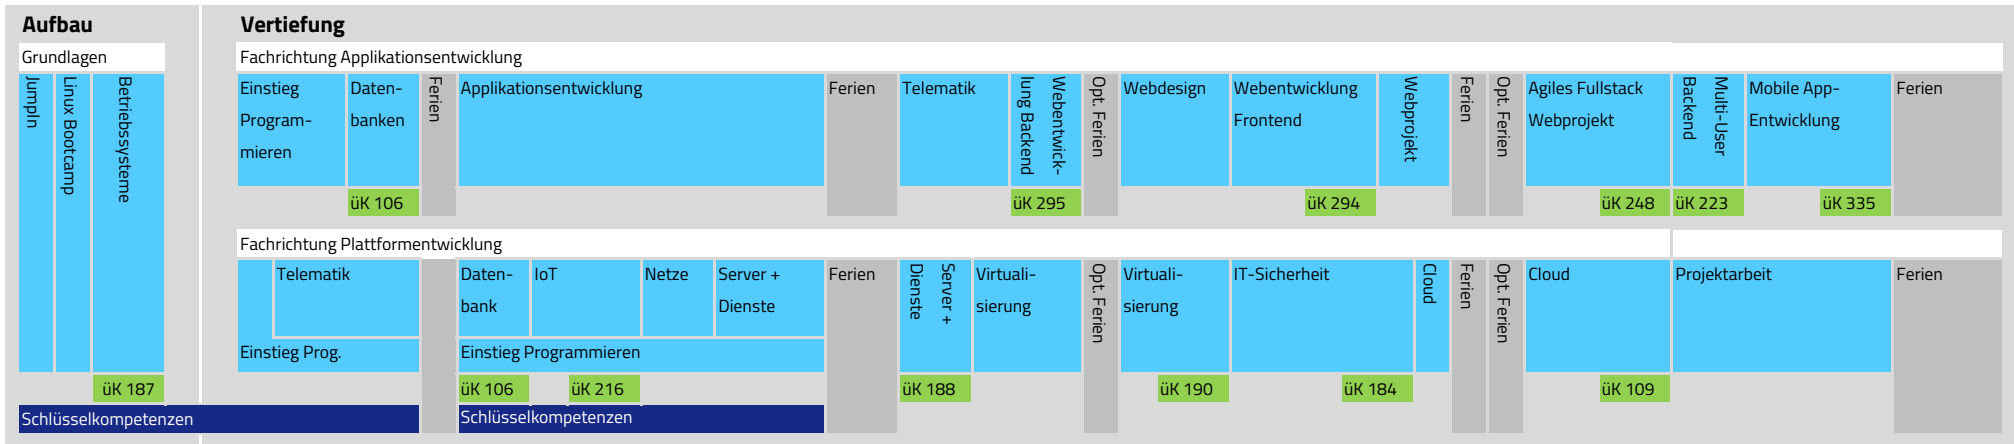 Aufbau
Grundlagen
JumpIn
Linux Bootcamp
Betriebssysteme
üK 187
Schlüsselkompetenzen
Vertiefung
Fachrichtung Applikationsentwicklung
Einstieg
Program-
mieren
Daten-
banken
üK 106
Ferien
Applikationsentwicklung
Ferien
Telematik
Webentwick-
lung Backend
üK 295
Opt. Ferien
Webdesign
Webentwicklung
Frontend
üK 294
Webprojekt
Ferien
Opt. Ferien
Agiles Fullstack
Webprojekt
üK 248
Multi-User
Backend
üK 223
Mobile App-
Entwicklung
üK 335
Ferien
Fachrichtung Plattformentwicklung
Telematik
Einstieg Prog.
Daten-
bank
IoT
Netze
Server +
Dienste
Einstieg Programmieren
üK 106
üK 216
Schlüsselkompetenzen
Ferien
Server +
Dienste
üK 188
Virtuali-
sierung
Opt. Ferien
Virtuali-
sierung
üK 190
IT-Sicherheit
üK 184
Cloud
Ferien
Opt. Ferien
Cloud
üK 109
Projektarbeit
Ferien